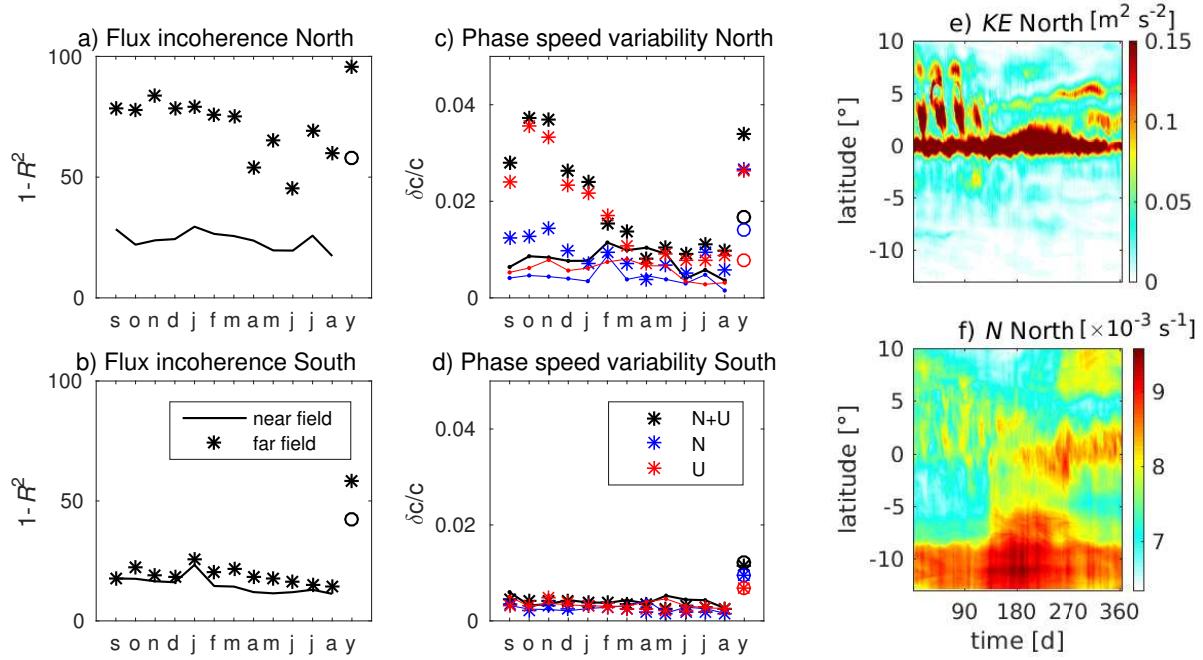 a) Flux incoherence North
100
50
0
1-R²
s o n d j f m a m j j a y
b) Flux incoherence South
100
50
0
1-R²
near field
far field
s o n d j f m a m j j a y
c) Phase speed variability North
0.04
0.02
0
δc/c
s o n d j f m a m j j a y
d) Phase speed variability South
0.04
0.02
0
δc/c
N+U
N
U
s o n d j f m a m j j a y
e) KE North [m² s⁻²]
10
5
0
-5
-10
latitude [°]
0.15
0.1
0.05
0
f) N North [×10⁻³ s⁻¹]
10
5
0
-5
-10
latitude [°]
9
8
7
90 180 270 360
time [d]